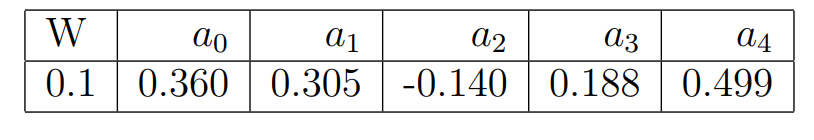 W a₀ a₁ a₂ a₃ a₄
0.1 0.360 0.305 -0.140 0.188 0.499